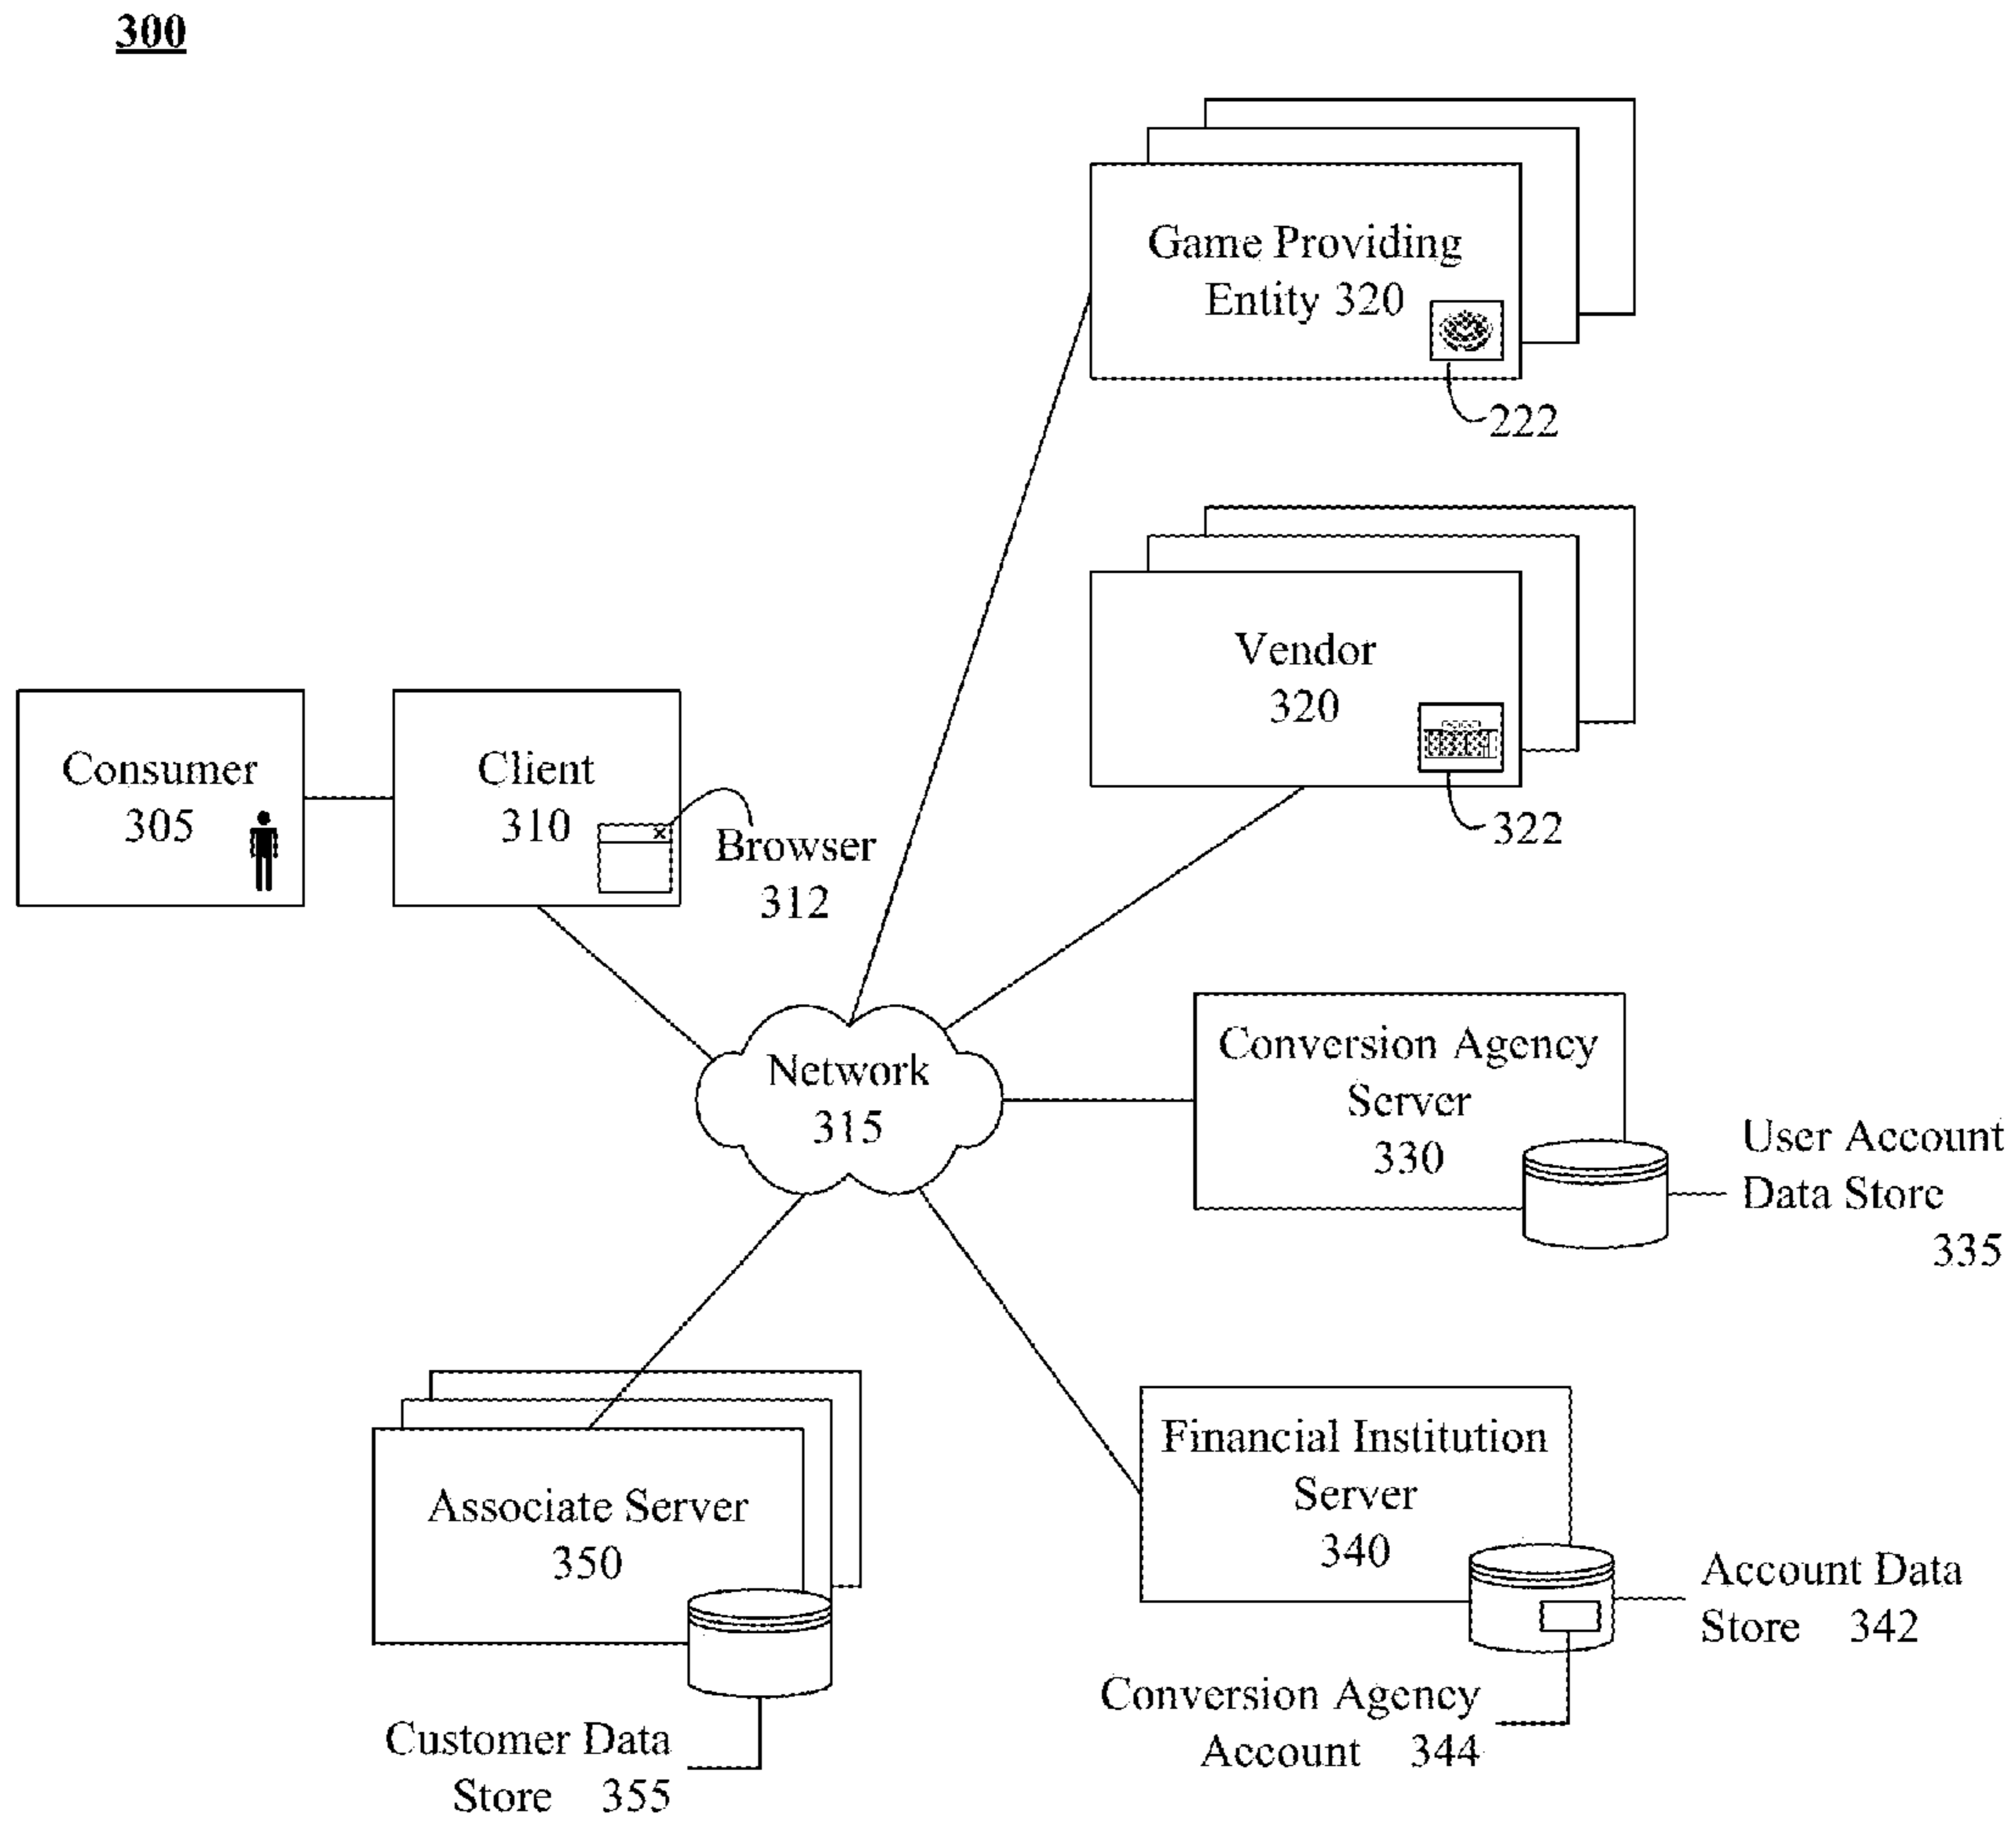 300
Game Providing
Entity 320
222
Vendor
320
322
Consumer
305
Client
310
x
Browser
312
Network
315
Conversion Agency
Server
330
User Account
Data Store
335
Associate Server
350
Customer Data
Store 355
Financial Institution
Server
340
Account Data
Store 342
Conversion Agency
Account 344